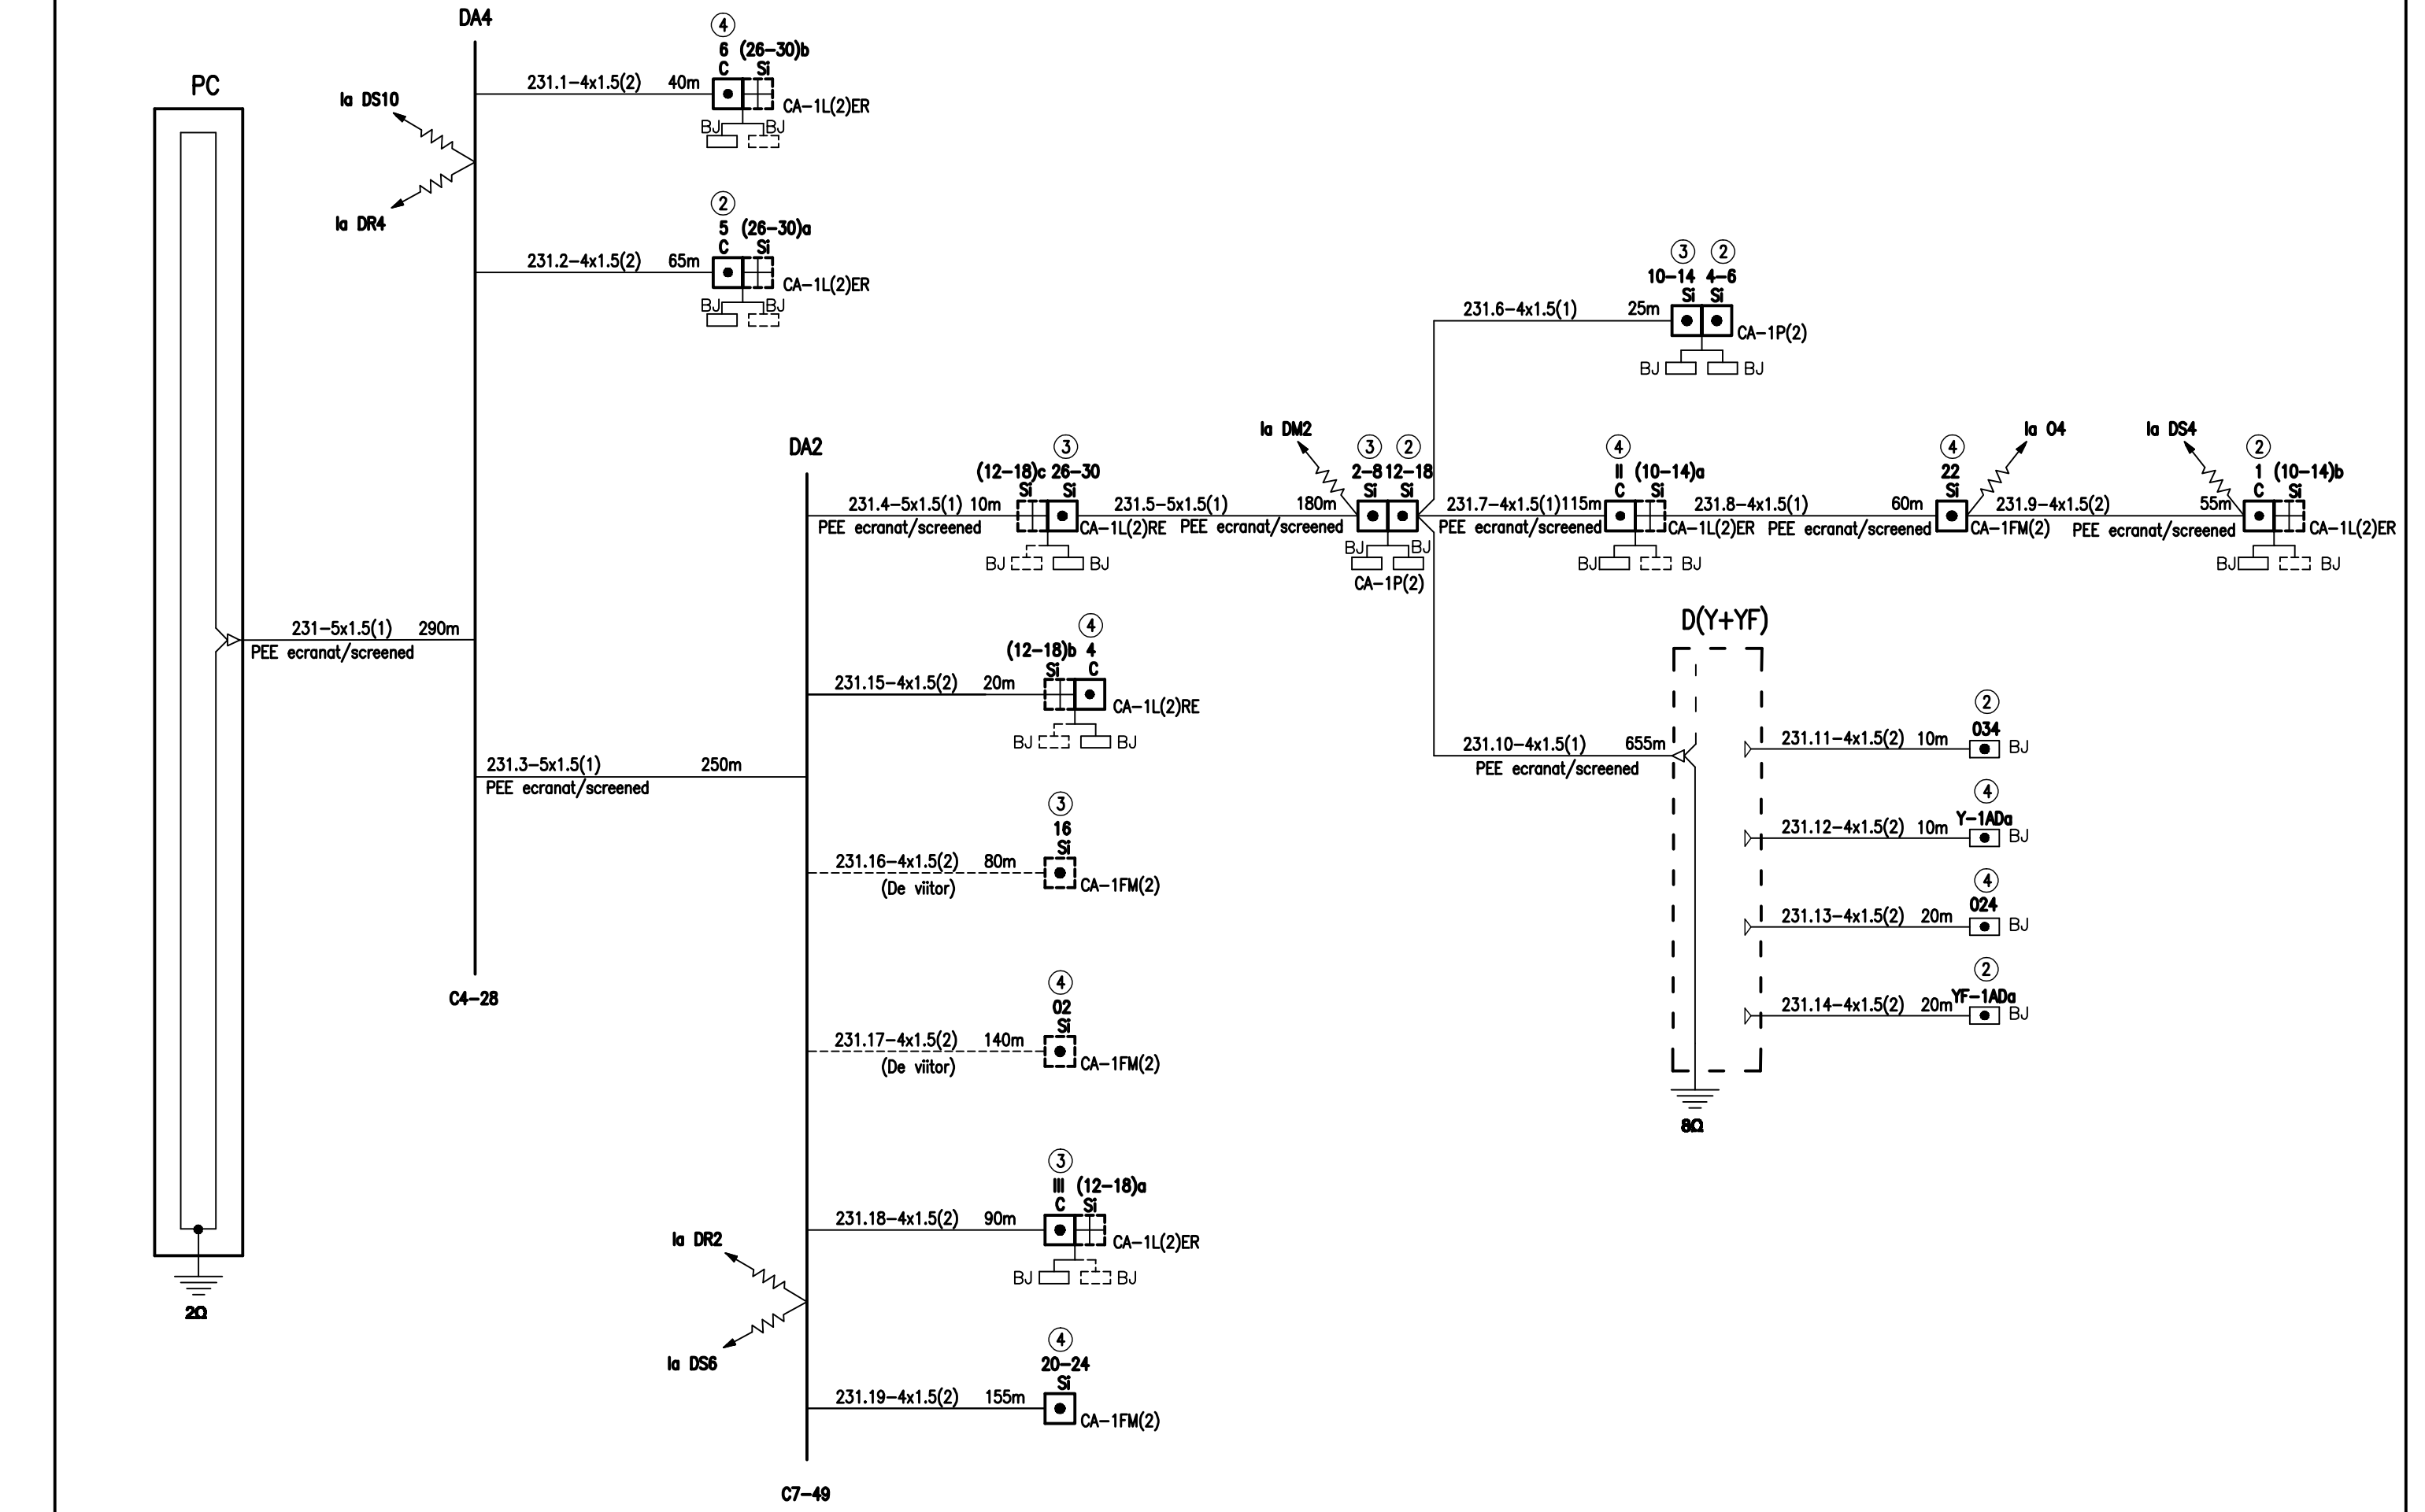 DA4
PC
la DS10
la DR4
4
6 (26-30)b
C Si
231.1-4x1.5(2) 40m
CA-1L(2)ER
BJ BJ
2
5 (26-30)a
C Si
231.2-4x1.5(2) 65m
CA-1L(2)ER
BJ BJ
231-5x1.5(1) 290m
PEE ecranat/screened
2Ω
C4-28
231.3-5x1.5(1) 250m
PEE ecranat/screened
DA2
3
(12-18)c 26-30
Si Si
231.4-5x1.5(1) 10m
PEE ecranat/screened
CA-1L(2)RE
BJ BJ
231.5-5x1.5(1) 180m
PEE ecranat/screened
la DM2
3 2
2-8 12-18
Si Si
BJ BJ
CA-1P(2)
3 2
10-14 4-6
Si Si
231.6-4x1.5(1) 25m
CA-1P(2)
BJ BJ
231.7-4x1.5(1) 115m
PEE ecranat/screened
4
II (10-14)a
C Si
CA-1L(2)ER
BJ BJ
231.8-4x1.5(1) 60m
PEE ecranat/screened
4
22
Si
CA-1FM(2)
la O4
231.9-4x1.5(2) 55m
PEE ecranat/screened
la DS4
2
1 (10-14)b
C Si
CA-1L(2)ER
BJ BJ
D(Y+YF)
231.10-4x1.5(1) 655m
PEE ecranat/screened
2
034
231.11-4x1.5(2) 10m
BJ
4
Y-1ADa
231.12-4x1.5(2) 10m
BJ
4
024
231.13-4x1.5(2) 20m
BJ
2
YF-1ADa
231.14-4x1.5(2) 20m
BJ
8Ω
4
(12-18)b 4
Si C
231.15-4x1.5(2) 20m
CA-1L(2)RE
BJ BJ
3
16
Si
231.16-4x1.5(2) 80m
(De viitor)
CA-1FM(2)
4
02
Si
231.17-4x1.5(2) 140m
(De viitor)
CA-1FM(2)
3
III (12-18)a
C Si
231.18-4x1.5(2) 90m
CA-1L(2)ER
BJ BJ
la DR2
la DS6
4
20-24
Si
231.19-4x1.5(2) 155m
CA-1FM(2)
C7-49